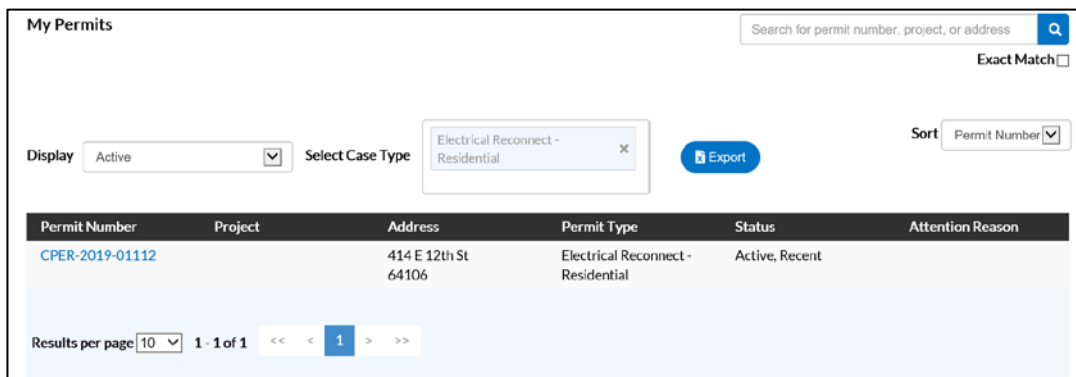 My Permits
Search for permit number, project, or address
Exact Match
Display Active Select Case Type Electrical Reconnect -
Residential
Export
Sort Permit Number
Permit Number Project Address Permit Type Status Attention Reason
CPER-2019-01112 414 E 12th St Electrical Reconnect - Active, Recent
64106 Residential
Results per page 10 1 - 1 of 1 << < 1 > >>